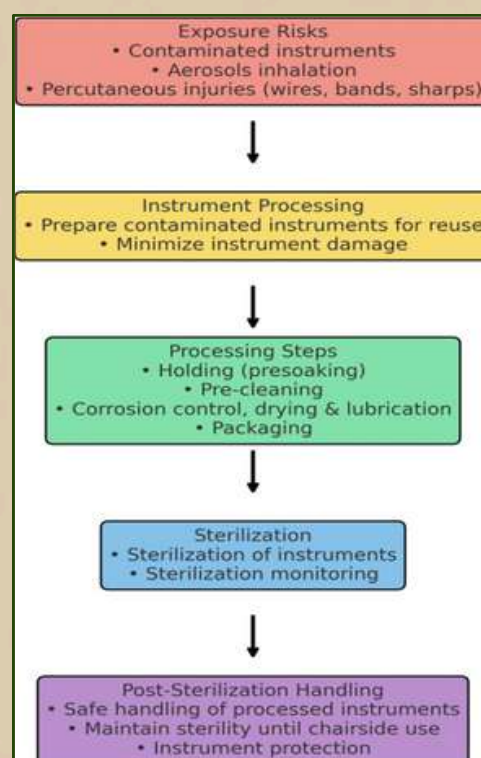 Exposure Risks
• Contaminated instruments
• Aerosols inhalation
• Percutaneous injuries (wires, bands, sharps)
Instrument Processing
• Prepare contaminated instruments for reuse
• Minimize instrument damage
Processing Steps
• Holding (presoaking)
• Pre-cleaning
• Corrosion control, drying & lubrication
• Packaging
Sterilization
• Sterilization of instruments
• Sterilization monitoring
Post-Sterilization Handling
• Safe handling of processed instruments
• Maintain sterility until chairside use
• Instrument protection